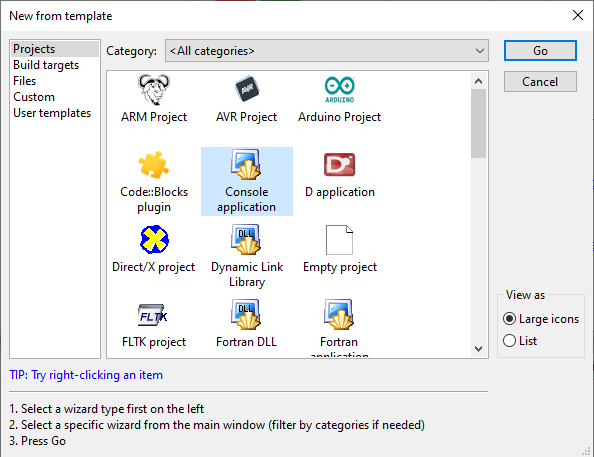 New from template
Projects
Build targets
Files
Custom
User templates
Category:
<All categories>
Go
Cancel
ARM Project
AVR Project
ARDUINO
Arduino Project
Code::Blocks
plugin
Console
application
D
D application
Direct/X project
DLL
Dynamic Link
Library
Empty project
FLTK
FLTK project
DLL
Fortran DLL
Fortran
application
View as
Large icons
List
TIP: Try right-clicking an item
1. Select a wizard type first on the left
2. Select a specific wizard from the main window (filter by categories if needed)
3. Press Go